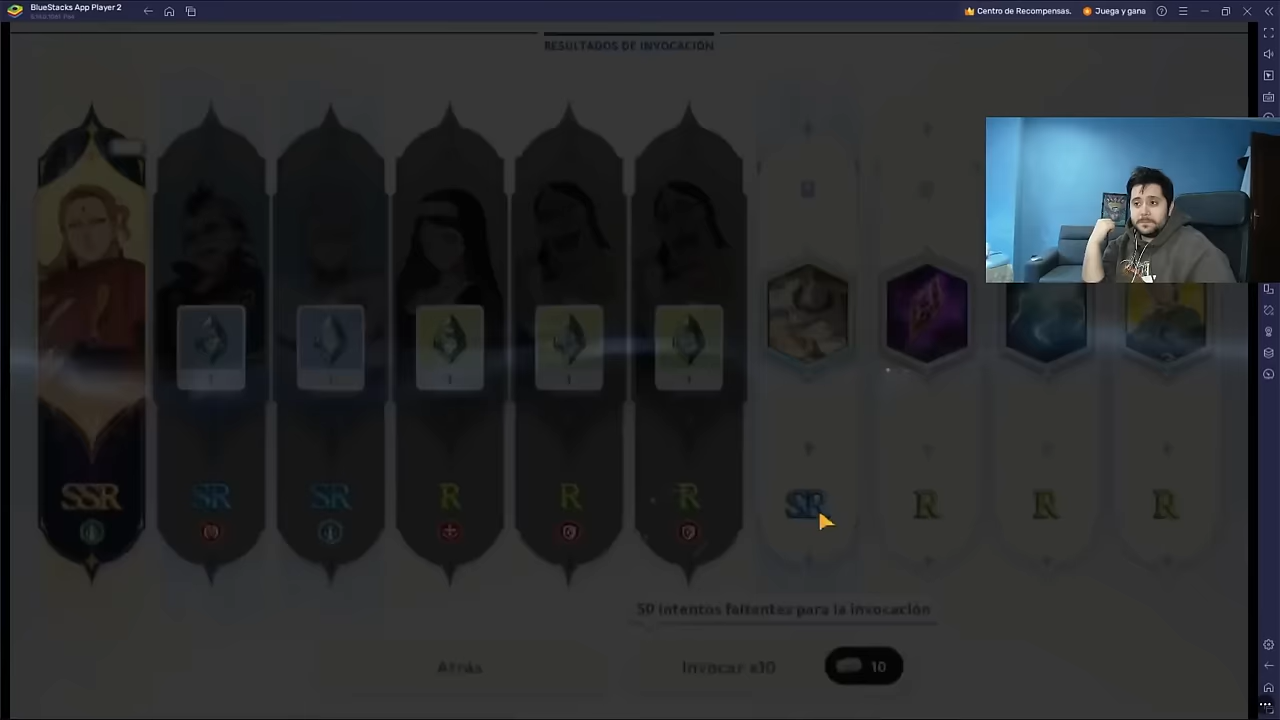 BlueStacks App Player 2
Centro de Recompensas.
Juega y gana
RESULTADOS DE INVOCACIÓN
SSR
SR
SR
R
R
R
SR
R
R
R
50 intentos faltantes para la invocación
Atrás
Invocar x10
10